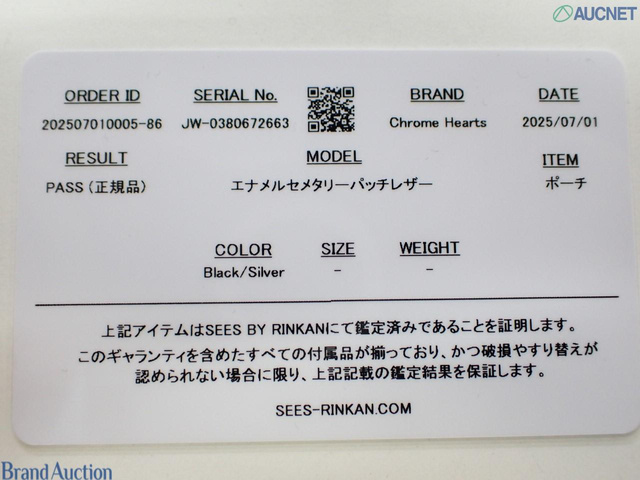 AUCNET
ORDER ID SERIAL No. BRAND DATE
202507010005-86 JW-0380672663 Chrome Hearts 2025/07/01
RESULT MODEL ITEM
PASS (正規品) エナメルセメタリーパッチレザー ポーチ
COLOR SIZE WEIGHT
Black/Silver - -
上記アイテムはSEES BY RINKANにて鑑定済みであることを証明します。
このギャランティを含めたすべての付属品が揃っており、かつ破損やすり替えが
認められない場合に限り、上記記載の鑑定結果を保証します。
SEES-RINKAN.COM
Brand Auction